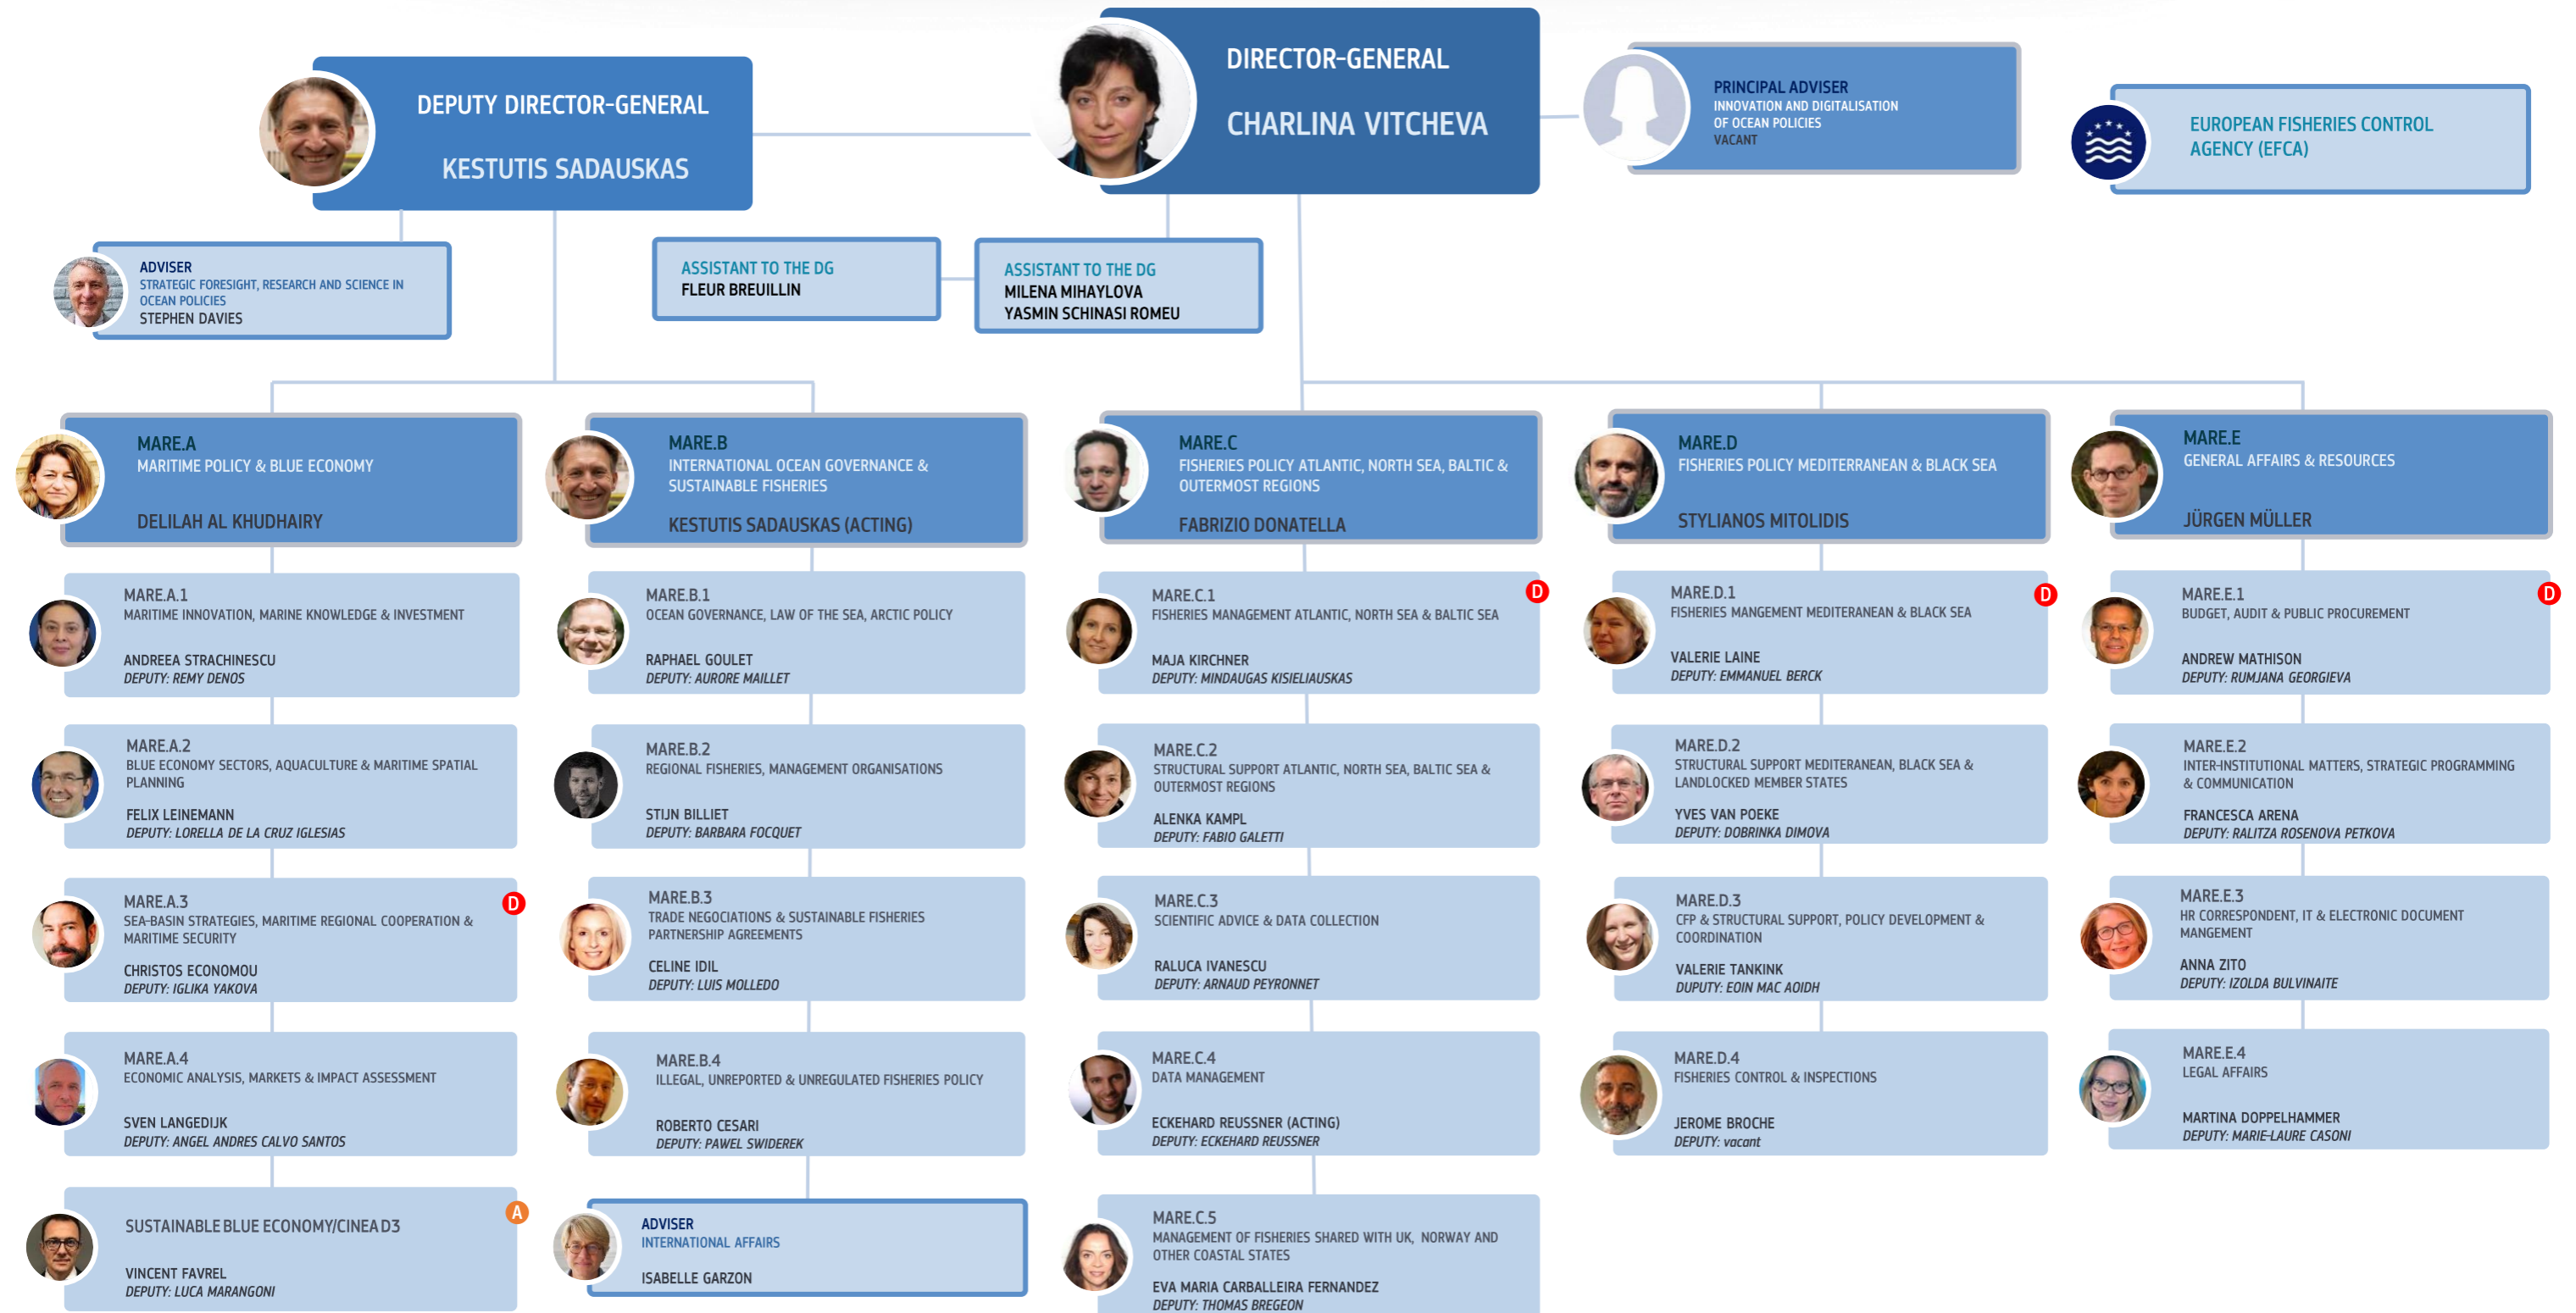 DIRECTOR-GENERAL
CHARLINA VITCHEVA
DEPUTY DIRECTOR-GENERAL
KESTUTIS SADAUSKAS
PRINCIPAL ADVISER
INNOVATION AND DIGITALISATION
OF OCEAN POLICIES
VACANT
EUROPEAN FISHERIES CONTROL
AGENCY (EFCA)
ADVISER
STRATEGIC FORESIGHT, RESEARCH AND SCIENCE IN
OCEAN POLICIES
STEPHEN DAVIES
ASSISTANT TO THE DG
FLEUR BREUILLIN
ASSISTANT TO THE DG
MILENA MIHAYLOVA
YASMIN SCHINASI ROMEU
MARE.A
MARITIME POLICY & BLUE ECONOMY
DELILAH AL KHUDHAIRY
MARE.A.1
MARITIME INNOVATION, MARINE KNOWLEDGE & INVESTMENT
ANDREEA STRACHINESCU
DEPUTY: REMY DENOS
MARE.A.2
BLUE ECONOMY SECTORS, AQUACULTURE & MARITIME SPATIAL
PLANNING
FELIX LEINEMANN
DEPUTY: LORELLA DE LA CRUZ IGLESIAS
MARE.A.3
D
SEA-BASIN STRATEGIES, MARITIME REGIONAL COOPERATION &
MARITIME SECURITY
CHRISTOS ECONOMOU
DEPUTY: IGLIKA YAKOVA
MARE.A.4
ECONOMIC ANALYSIS, MARKETS & IMPACT ASSESSMENT
SVEN LANGEDIJK
DEPUTY: ANGEL ANDRES CALVO SANTOS
A
SUSTAINABLE BLUE ECONOMY/CINEA D3
VINCENT FAVREL
DEPUTY: LUCA MARANGONI
MARE.B
INTERNATIONAL OCEAN GOVERNANCE &
SUSTAINABLE FISHERIES
KESTUTIS SADAUSKAS (ACTING)
MARE.B.1
OCEAN GOVERNANCE, LAW OF THE SEA, ARCTIC POLICY
RAPHAEL GOULET
DEPUTY: AURORE MAILLET
MARE.B.2
REGIONAL FISHERIES, MANAGEMENT ORGANISATIONS
STIJN BILLIET
DEPUTY: BARBARA FOCQUET
MARE.B.3
TRADE NEGOCIATIONS & SUSTAINABLE FISHERIES
PARTNERSHIP AGREEMENTS
CELINE IDIL
DEPUTY: LUIS MOLLEDO
MARE.B.4
ILLEGAL, UNREPORTED & UNREGULATED FISHERIES POLICY
ROBERTO CESARI
DEPUTY: PAWEL SWIDEREK
ADVISER
INTERNATIONAL AFFAIRS
ISABELLE GARZON
MARE.C
FISHERIES POLICY ATLANTIC, NORTH SEA, BALTIC &
OUTERMOST REGIONS
FABRIZIO DONATELLA
MARE.C.1
D
FISHERIES MANAGEMENT ATLANTIC, NORTH SEA & BALTIC SEA
MAJA KIRCHNER
DEPUTY: MINDAUGAS KISIELIAUSKAS
MARE.C.2
STRUCTURAL SUPPORT ATLANTIC, NORTH SEA, BALTIC SEA &
OUTERMOST REGIONS
ALENKA KAMPL
DEPUTY: FABIO GALETTI
MARE.C.3
SCIENTIFIC ADVICE & DATA COLLECTION
RALUCA IVANESCU
DEPUTY: ARNAUD PEYRONNET
MARE.C.4
DATA MANAGEMENT
ECKEHARD REUSSNER (ACTING)
DEPUTY: ECKEHARD REUSSNER
MARE.C.5
MANAGEMENT OF FISHERIES SHARED WITH UK, NORWAY AND
OTHER COASTAL STATES
EVA MARIA CARBALLEIRA FERNANDEZ
DEPUTY: THOMAS BREGEON
MARE.D
FISHERIES POLICY MEDITERRANEAN & BLACK SEA
STYLIANOS MITOLIDIS
MARE.D.1
D
FISHERIES MANGEMENT MEDITERANEAN & BLACK SEA
VALERIE LAINE
DEPUTY: EMMANUEL BERCK
MARE.D.2
STRUCTURAL SUPPORT MEDITERANEAN, BLACK SEA &
LANDLOCKED MEMBER STATES
YVES VAN POEKE
DEPUTY: DOBRINKA DIMOVA
MARE.D.3
CFP & STRUCTURAL SUPPORT, POLICY DEVELOPMENT &
COORDINATION
VALERIE TANKINK
DUPUTY: EOIN MAC AOIDH
MARE.D.4
FISHERIES CONTROL & INSPECTIONS
JEROME BROCHE
DEPUTY: vacant
MARE.E
GENERAL AFFAIRS & RESOURCES
JÜRGEN MÜLLER
MARE.E.1
D
BUDGET, AUDIT & PUBLIC PROCUREMENT
ANDREW MATHISON
DEPUTY: RUMJANA GEORGIEVA
MARE.E.2
INTER-INSTITUTIONAL MATTERS, STRATEGIC PROGRAMMING
& COMMUNICATION
FRANCESCA ARENA
DEPUTY: RALITZA ROSENOVA PETKOVA
MARE.E.3
HR CORRESPONDENT, IT & ELECTRONIC DOCUMENT
MANGEMENT
ANNA ZITO
DEPUTY: IZOLDA BULVINAITE
MARE.E.4
LEGAL AFFAIRS
MARTINA DOPPELHAMMER
DEPUTY: MARIE-LAURE CASONI